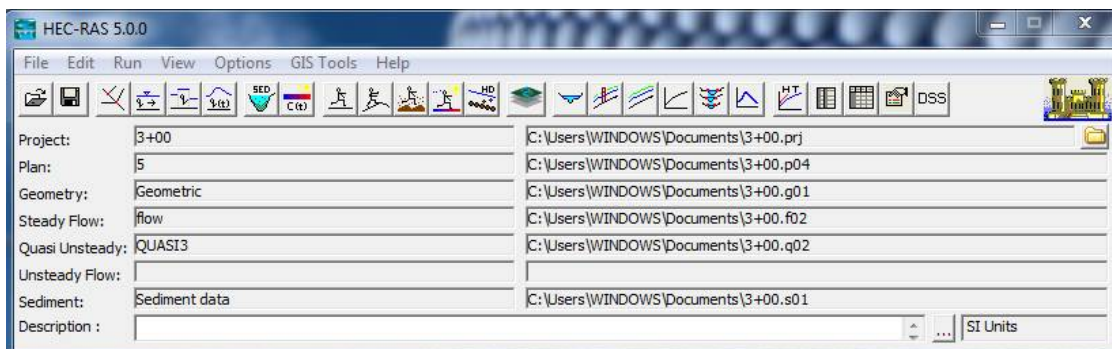 HEC-RAS 5.0.0
File Edit Run View Options GIS Tools Help
SED C(t) HD HT DSS
Project: 3+00 C:\Users\WINDOWS\Documents\3+00.prj
Plan: 5 C:\Users\WINDOWS\Documents\3+00.p04
Geometry: Geometric C:\Users\WINDOWS\Documents\3+00.g01
Steady Flow: flow C:\Users\WINDOWS\Documents\3+00.f02
Quasi Unsteady: QUASI3 C:\Users\WINDOWS\Documents\3+00.q02
Unsteady Flow:
Sediment: Sediment data C:\Users\WINDOWS\Documents\3+00.s01
Description : ... SI Units